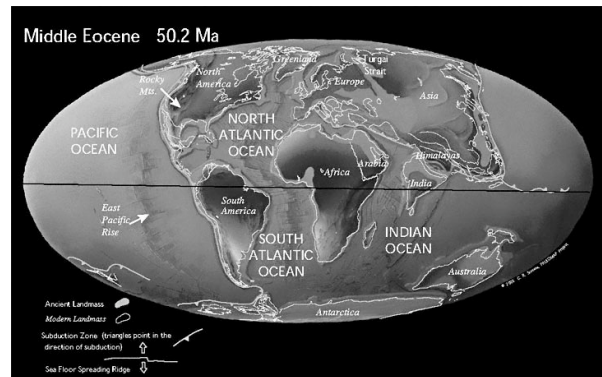 Middle Eocene 50.2 Ma
Greenland
Turgai
Strait
Rocky
Mts.
North
America
Europe
Asia
PACIFIC
OCEAN
NORTH
ATLANTIC
OCEAN
Himalayas
Arabia
Africa
India
South
America
East
Pacific
Rise
SOUTH
ATLANTIC
OCEAN
INDIAN
OCEAN
Australia
Antarctica
Ancient Landmass
Modern Landmass
Subduction Zone (triangles point in the
direction of subduction)
Sea Floor Spreading Ridge